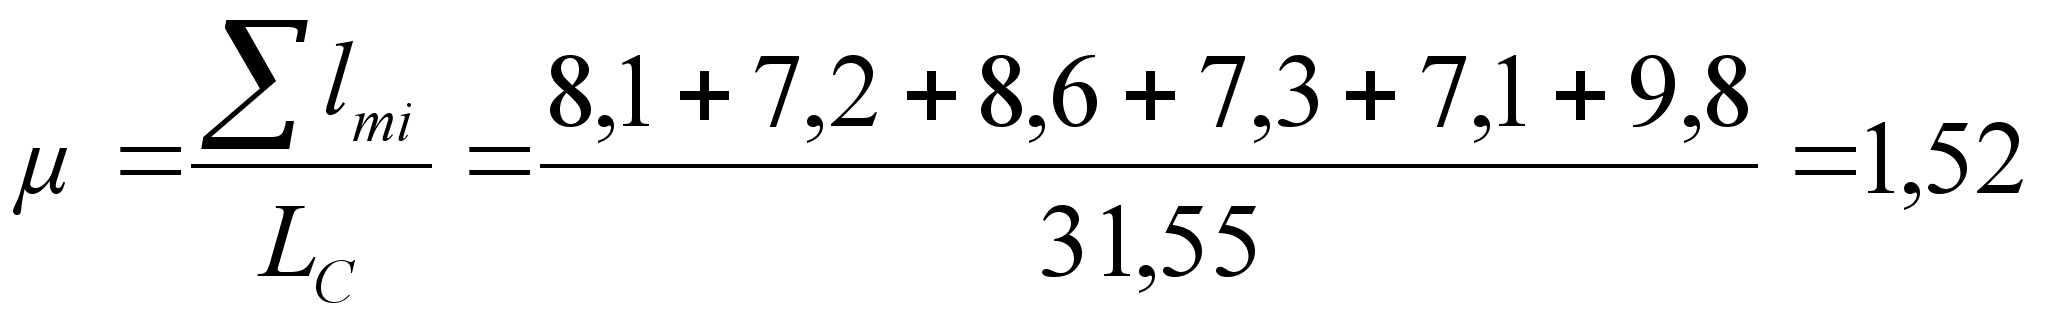 μ = ∑ l_mi / L_C = 8,1 + 7,2 + 8,6 + 7,3 + 7,1 + 9,8 / 31,55 = 1,52